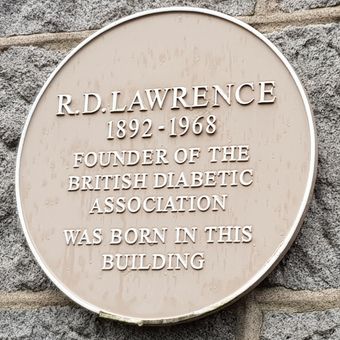 R.D. LAWRENCE
1892-1968
FOUNDER OF THE
BRITISH DIABETIC
ASSOCIATION
WAS BORN IN THIS
BUILDING